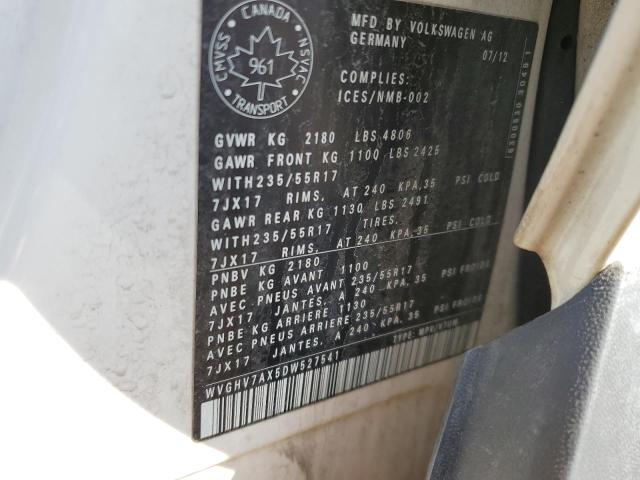 CANADA
CMVSS
NSVAC
961
TRANSPORT
MFD BY VOLKSWAGEN AG
GERMANY 07/12
COMPLIES:
ICES/NMB-002
GVWR KG 2180 LBS 4806
GAWR FRONT KG 1100 LBS 2425
WITH235/55R17
7JX17 RIMS, AT 240 KPA,35 PSI COLD
GAWR REAR KG 1130 LBS 2491
WITH235/55R17 TIRES,
7JX17 RIMS, AT 240 KPA,35 PSI COLD
PNBV KG 2180
PNBE KG AVANT 1100
AVEC PNEUS AVANT 235/55R17
7JX17 JANTES, A 240 KPA, 35 PSI FROIDS
PNBE KG ARRIERE 1130
AVEC PNEUS ARRIERE 235/55R17
7JX17 JANTES, A 240 KPA, 35 PSI FROIDS
WVGHV7AX5DW527541 TYPE: MPV/VTUM